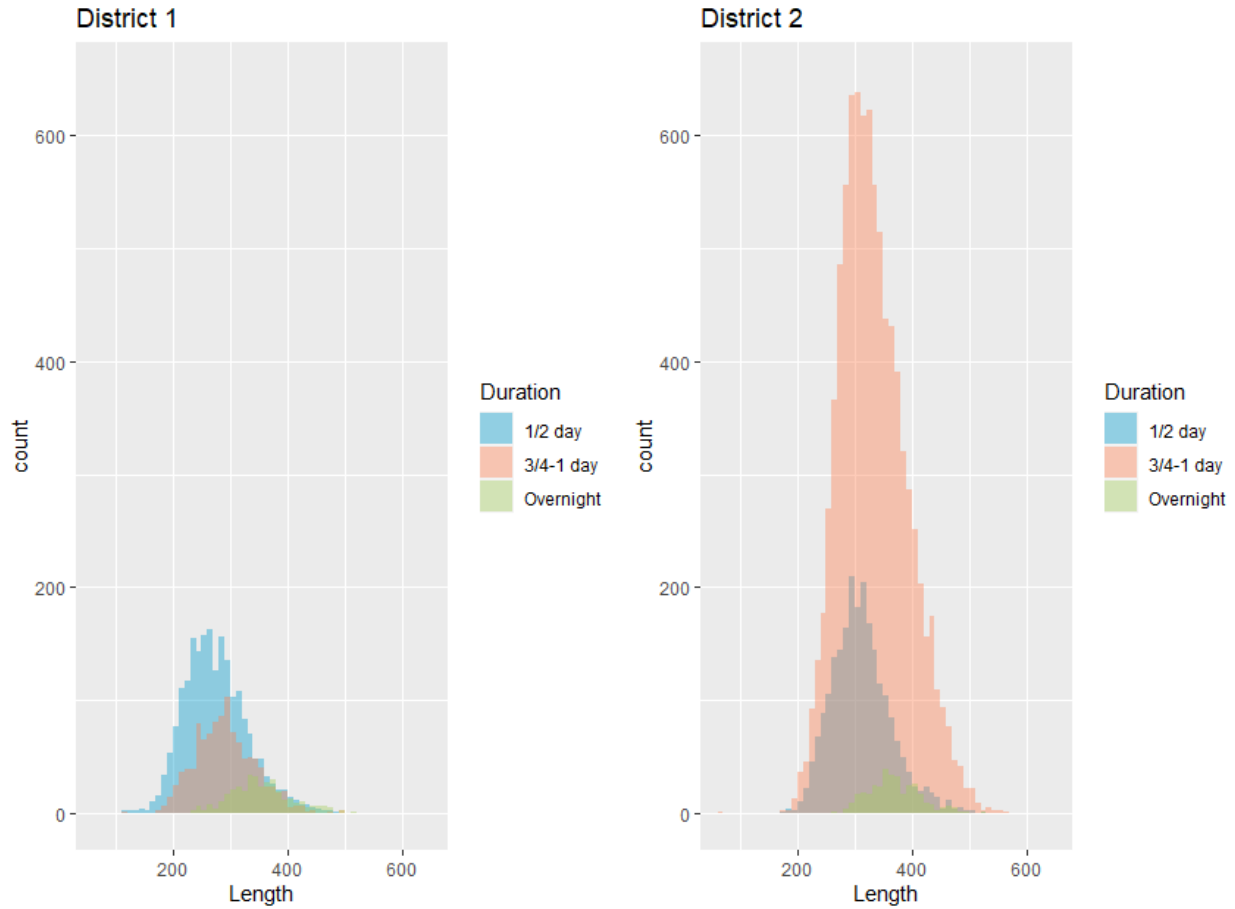 District 1
600
400
200
0
count
200 400 600
Length
Duration
1/2 day
3/4-1 day
Overnight
District 2
600
400
200
0
count
200 400 600
Length
Duration
1/2 day
3/4-1 day
Overnight